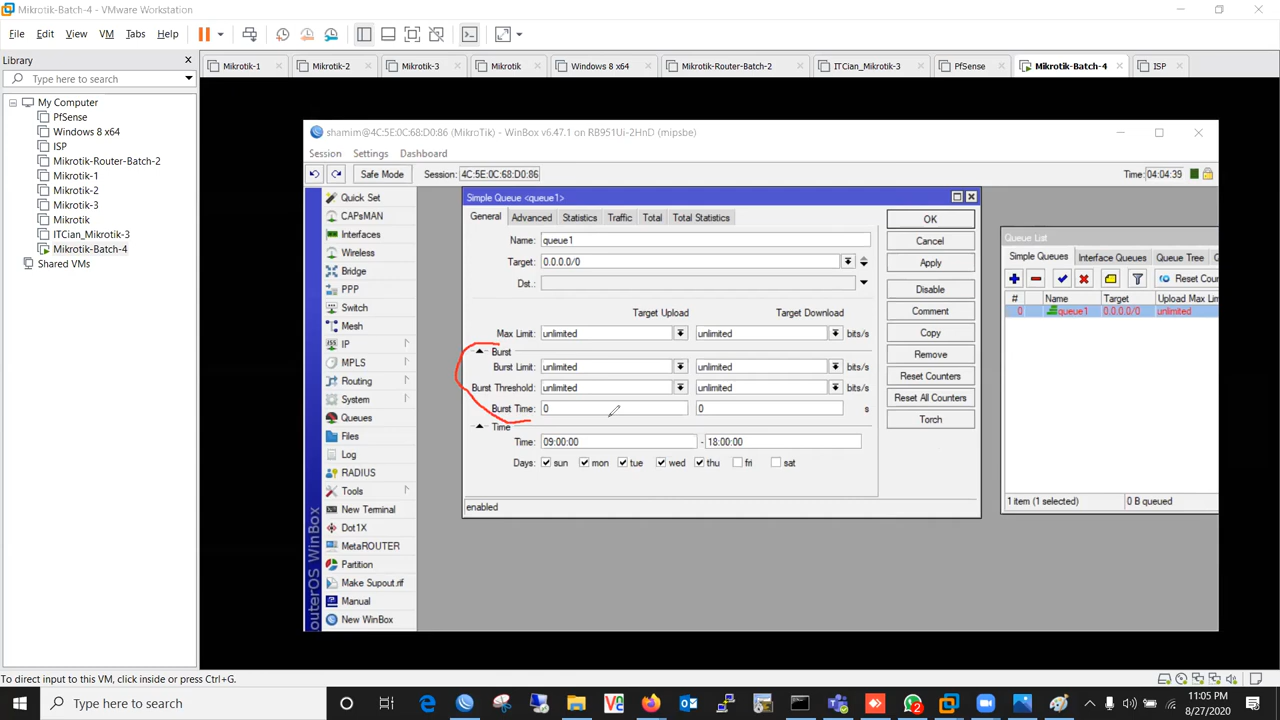 Mikrotik-Batch-4 - VMware Workstation
File Edit View VM Tabs Help
Library
Type here to search
Mikrotik-1 Mikrotik-2 Mikrotik-3 Mikrotik Windows 8 x64 Mikrotik-Router-Batch-2 ITCian_Mikrotik_3 PfSense Mikrotik-Batch-4 ISP
My Computer
PfSense
Windows 8 x64
ISP
Mikrotik-Router-Batch-2
Mikrotik-1
Mikrotik-2
Mikrotik-3
Mikrotik
ITCian_Mikrotik-3
Mikrotik-Batch-4
Shared VMs
shamim@4C:5E:0C:68:D0:86 (MikroTik) - WinBox v6.47.1 on RB951Ui-2HnD (mipsbe)
Session Settings Dashboard
Safe Mode Session: 4C:5E:0C:68:D0:86 Time: 04:04:39
Quick Set
CAPsMAN
Interfaces
Wireless
Bridge
PPP
Switch
Mesh
IP
MPLS
Routing
System
Queues
Files
Log
RADIUS
Tools
New Terminal
Dot1X
MetaROUTER
Partition
Make Supout.rif
Manual
New WinBox
outerOS WinBox
Simple Queue <queue1>
General Advanced Statistics Traffic Total Total Statistics
Name: queue1
Target: 0.0.0.0/0
Dst.:
Target Upload Target Download
Max Limit: unlimited unlimited bits/s
Burst
Burst Limit: unlimited unlimited bits/s
Burst Threshold: unlimited unlimited bits/s
Burst Time: 0 0 s
Time
Time: 09:00:00 - 18:00:00
Days: sun mon tue wed thu fri sat
enabled
OK
Cancel
Apply
Disable
Comment
Copy
Remove
Reset Counters
Reset All Counters
Torch
Queue List
Simple Queues Interface Queues Queue Tree
Reset Coun
# Name Target Upload Max Limi
0 queue1 0.0.0.0/0 unlimited
1 item (1 selected) 0 B queued
To direct input to this VM, click inside or press Ctrl+G.
Type here to search
2
11:05 PM
8/27/2020